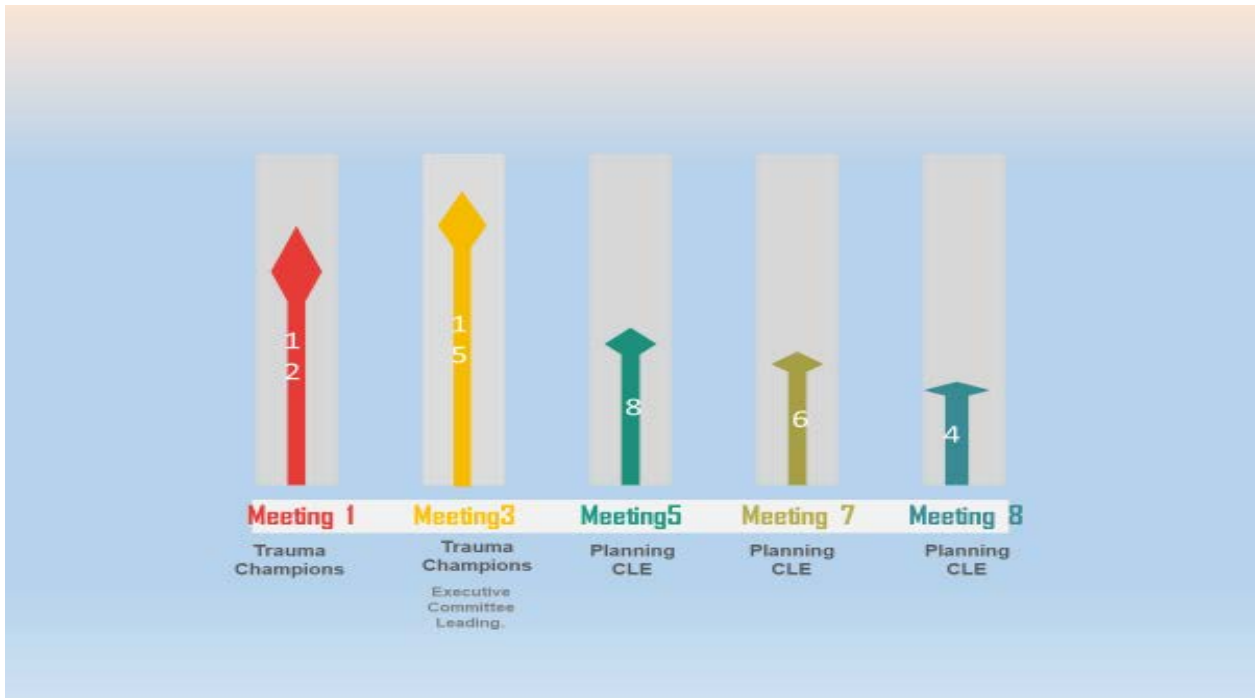 1
2
1
5
8
6
4
Meeting 1
Meeting3
Meeting5
Meeting 7
Meeting 8
Trauma
Champions
Trauma
Champions
Executive
Committee
Leading.
Planning
CLE
Planning
CLE
Planning
CLE